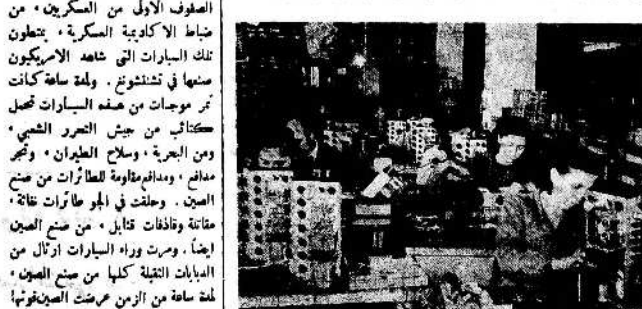 الصفوف الاولى من العسكريين ، من
ضباط الاكاديمية العسكرية ، يمتطون
تلك السيارات التى شاهد الامريكيون
صنعها في تشنتشونغ . ولمدة ساعة كانت
تمر موجات من هذه السيارات تحمل
كتائب من جيش التحرر الشعبي ،
ومن البحرية ، وسلاح الطيران ، وتجر
مدافع ، ومدافع مقاومة للطائرات من صنع
الصين . وحلقت في الجو طائرات نفاثة ،
مقاتلة وقاذفات قنابل ، من صنع الصين
ايضاً . ومرت وراء السيارات ارتال من
الدبابات الثقيلة كلها من صنع الصين ،
لمدة ساعة من الزمن عرضت الصين قوتها